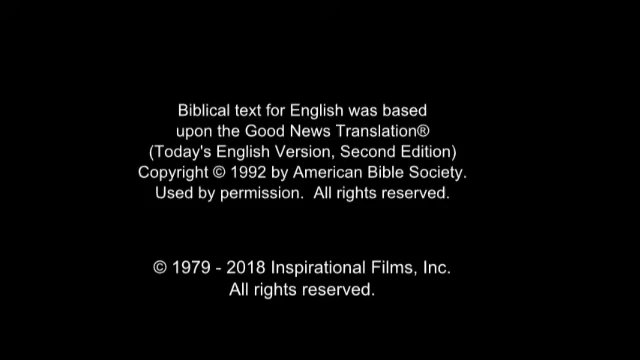 Biblical text for English was based
upon the Good News Translation®
(Today's English Version, Second Edition)
Copyright © 1992 by American Bible Society.
Used by permission.  All rights reserved.
© 1979 - 2018 Inspirational Films, Inc.
All rights reserved.